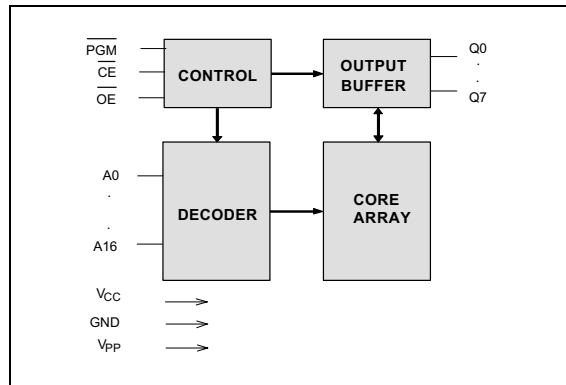 PGM
CE
OE
CONTROL
OUTPUT
BUFFER
Q0
.
.
Q7
A0
.
.
A16
DECODER
CORE
ARRAY
VCC
GND
VPP